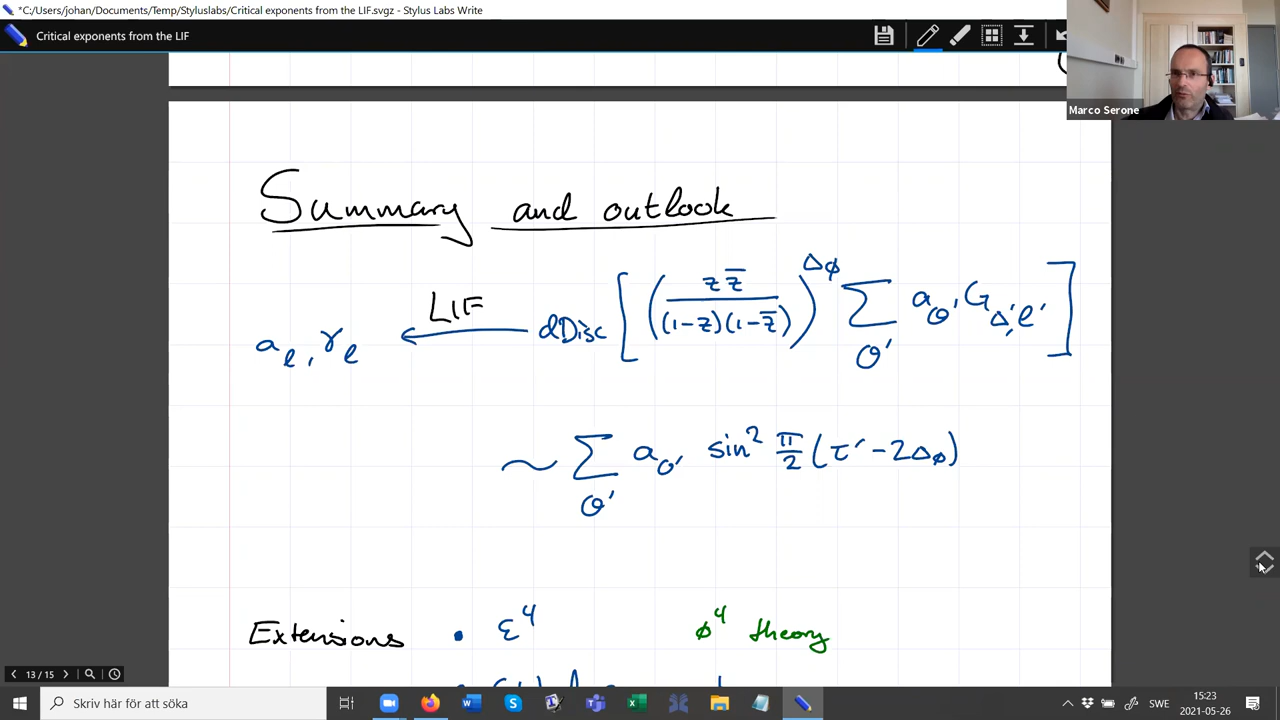 *C:/Users/johan/Documents/Temp/Styluslabs/Critical exponents from the LIF.svgz - Stylus Labs Write
Critical exponents from the LIF
Marco Serone
Summary and outlook
a_ℓ, γ_ℓ ← LIF dDisc [ ( z z̄ / (1-z)(1-z̄) )^Δφ Σ_O' a_O' G_Δ',ℓ' ]
~ Σ_O' a_O' sin² π/2 (τ' - 2Δφ)
Extensions • ε⁴ φ⁴ theory
13 / 15
Skriv här för att söka
SWE
15:23
2021-05-26